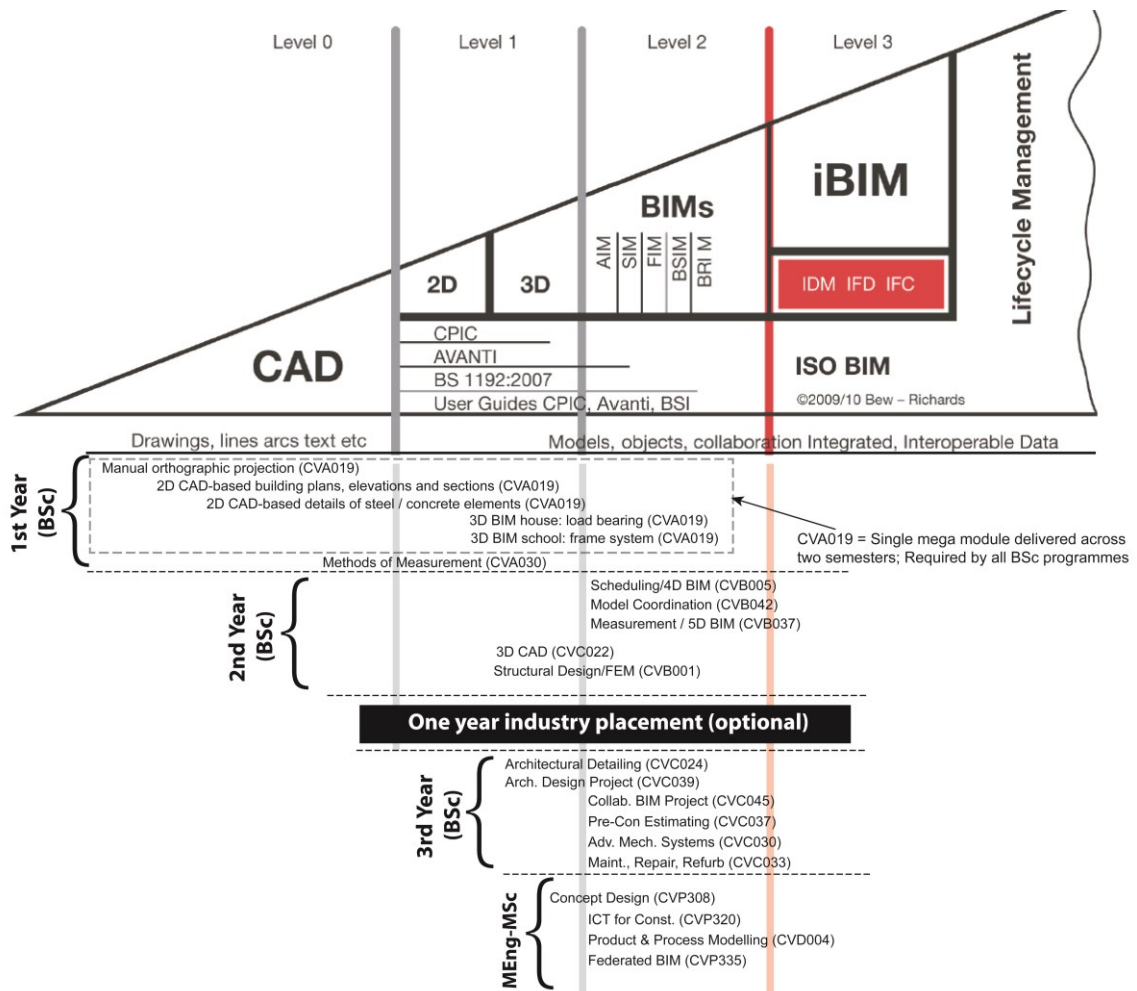 Level 0
Level 1
Level 2
Level 3
Lifecycle Management
iBIM
BIMs
AIM
SIM
FIM
BSIM
BRI M
2D
3D
IDM IFD IFC
CAD
CPIC
AVANTI
BS 1192:2007
User Guides CPIC, Avanti, BSI
ISO BIM
©2009/10 Bew – Richards
Drawings, lines arcs text etc
Models, objects, collaboration Integrated, Interoperable Data
1st Year
(BSc)
Manual orthographic projection (CVA019)
2D CAD-based building plans, elevations and sections (CVA019)
2D CAD-based details of steel / concrete elements (CVA019)
3D BIM house: load bearing (CVA019)
3D BIM school: frame system (CVA019)
Methods of Measurement (CVA030)
CVA019 = Single mega module delivered across
two semesters; Required by all BSc programmes
2nd Year
(BSc)
Scheduling/4D BIM (CVB005)
Model Coordination (CVB042)
Measurement / 5D BIM (CVB037)
3D CAD (CVC022)
Structural Design/FEM (CVB001)
One year industry placement (optional)
3rd Year
(BSc)
Architectural Detailing (CVC024)
Arch. Design Project (CVC039)
Collab. BIM Project (CVC045)
Pre-Con Estimating (CVC037)
Adv. Mech. Systems (CVC030)
Maint., Repair, Refurb (CVC033)
MEng-MSc
Concept Design (CVP308)
ICT for Const. (CVP320)
Product & Process Modelling (CVD004)
Federated BIM (CVP335)